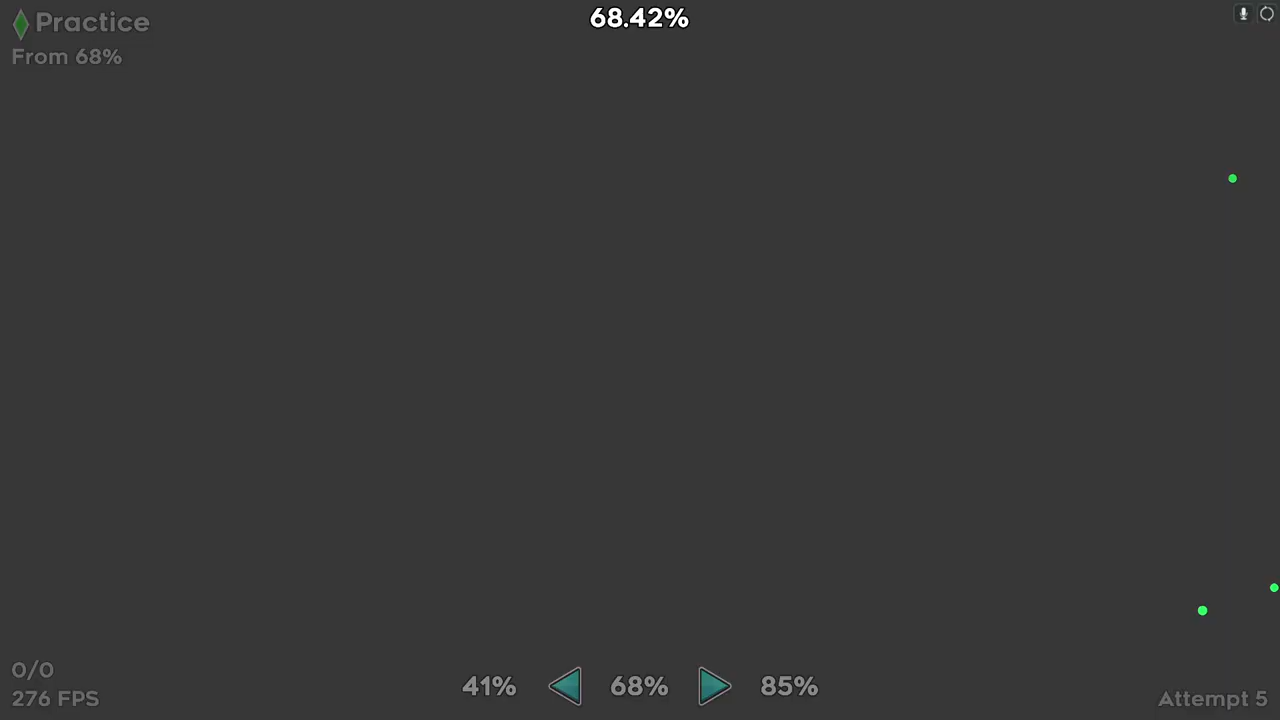 Practice
68.42%
From 68%
0/0
276 FPS
41%
68%
85%
Attempt 5